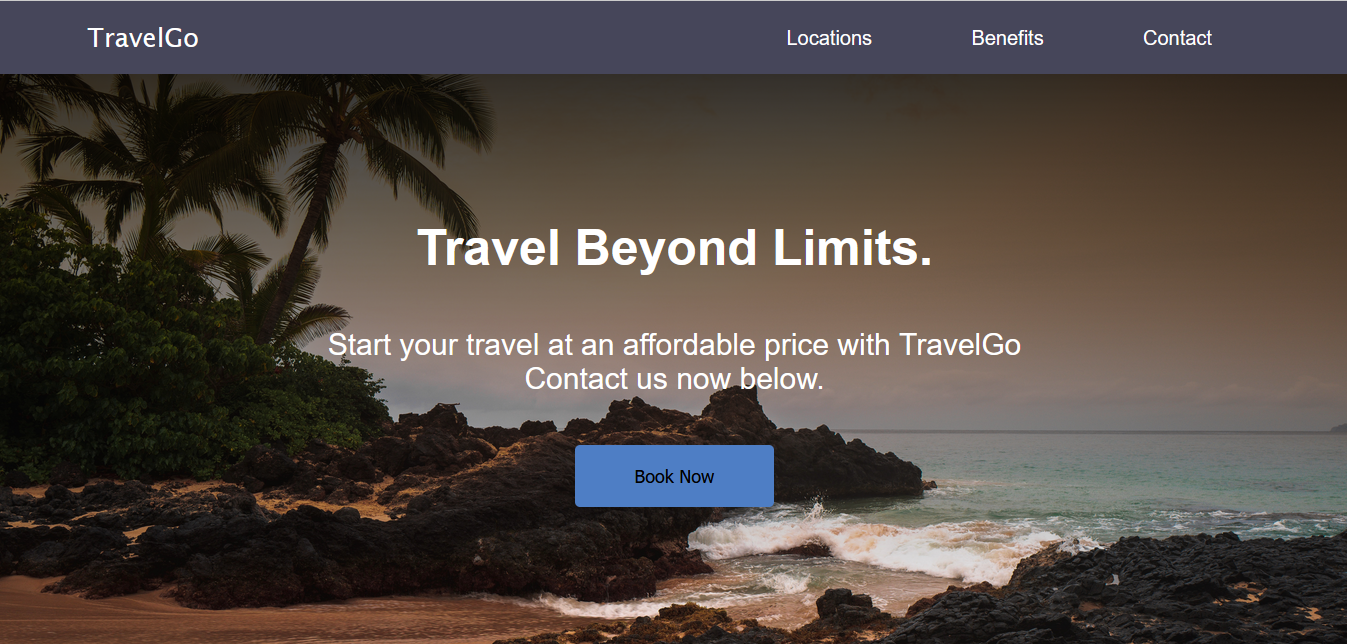 TravelGo
Locations
Benefits
Contact
Travel Beyond Limits.
Start your travel at an affordable price with TravelGo
Contact us now below.
Book Now